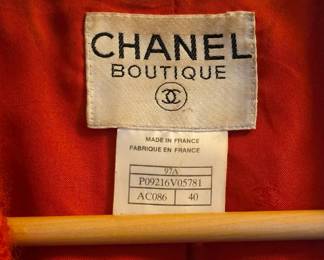 CHANEL
BOUTIQUE
MADE IN FRANCE
FABRIQUE EN FRANCE
97A
P09216V05781
AC086 40